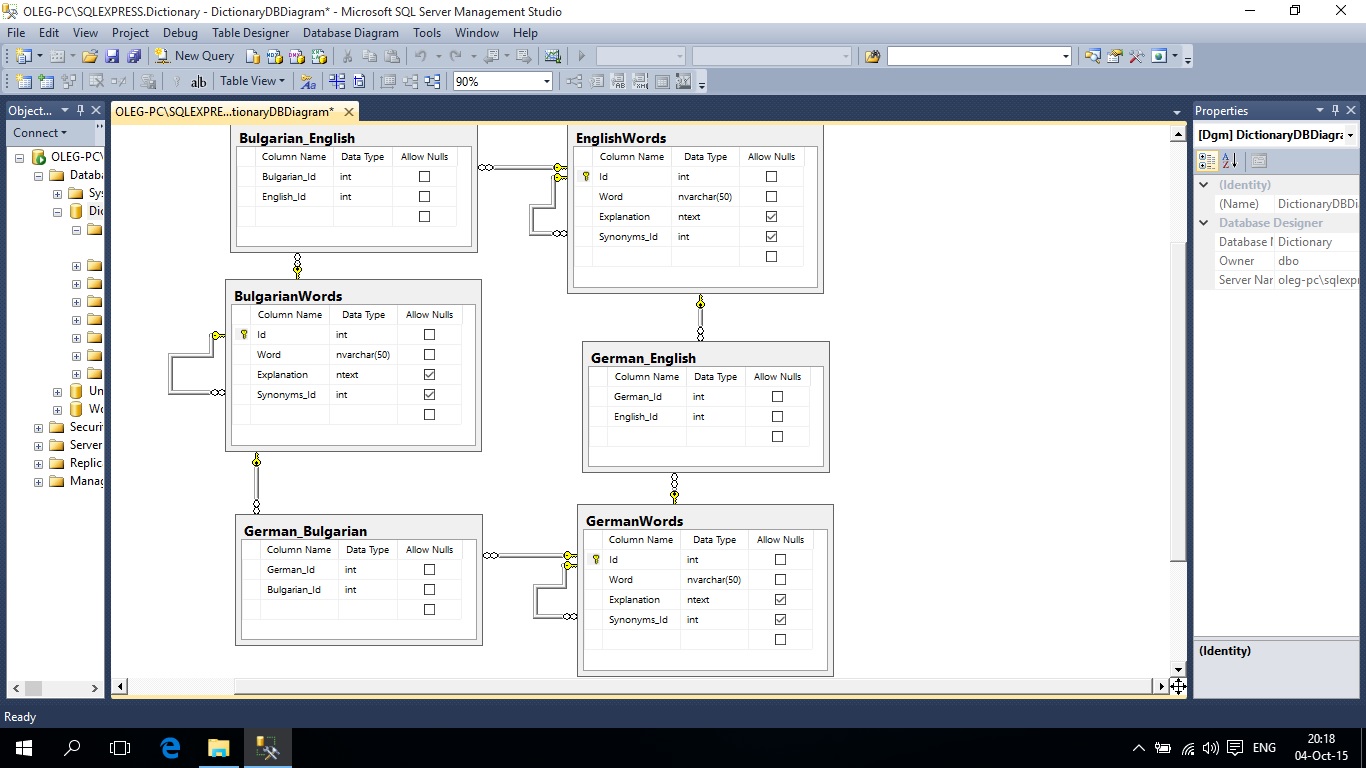 OLEG-PC\SQLEXPRESS.Dictionary - DictionaryDBDiagram* - Microsoft SQL Server Management Studio
File Edit View Project Debug Table Designer Database Diagram Tools Window Help
New Query
Table View 90%
Object...
Connect
OLEG-PC\
Databa
Sys
Dic
Un
Wo
Securi
Server
Replic
Manag
OLEG-PC\SQLEXPRE...tionaryDBDiagram*
Bulgarian_English
Column Name Data Type Allow Nulls
Bulgarian_Id int
English_Id int
EnglishWords
Column Name Data Type Allow Nulls
Id int
Word nvarchar(50)
Explanation ntext
Synonyms_Id int
BulgarianWords
Column Name Data Type Allow Nulls
Id int
Word nvarchar(50)
Explanation ntext
Synonyms_Id int
German_English
Column Name Data Type Allow Nulls
German_Id int
English_Id int
German_Bulgarian
Column Name Data Type Allow Nulls
German_Id int
Bulgarian_Id int
GermanWords
Column Name Data Type Allow Nulls
Id int
Word nvarchar(50)
Explanation ntext
Synonyms_Id int
Properties
[Dgm] DictionaryDBDiagra
(Identity)
(Name) DictionaryDBDi
Database Designer
Database N Dictionary
Owner dbo
Server Nar oleg-pc\sqlexpr
(Identity)
Ready
ENG
20:18
04-Oct-15